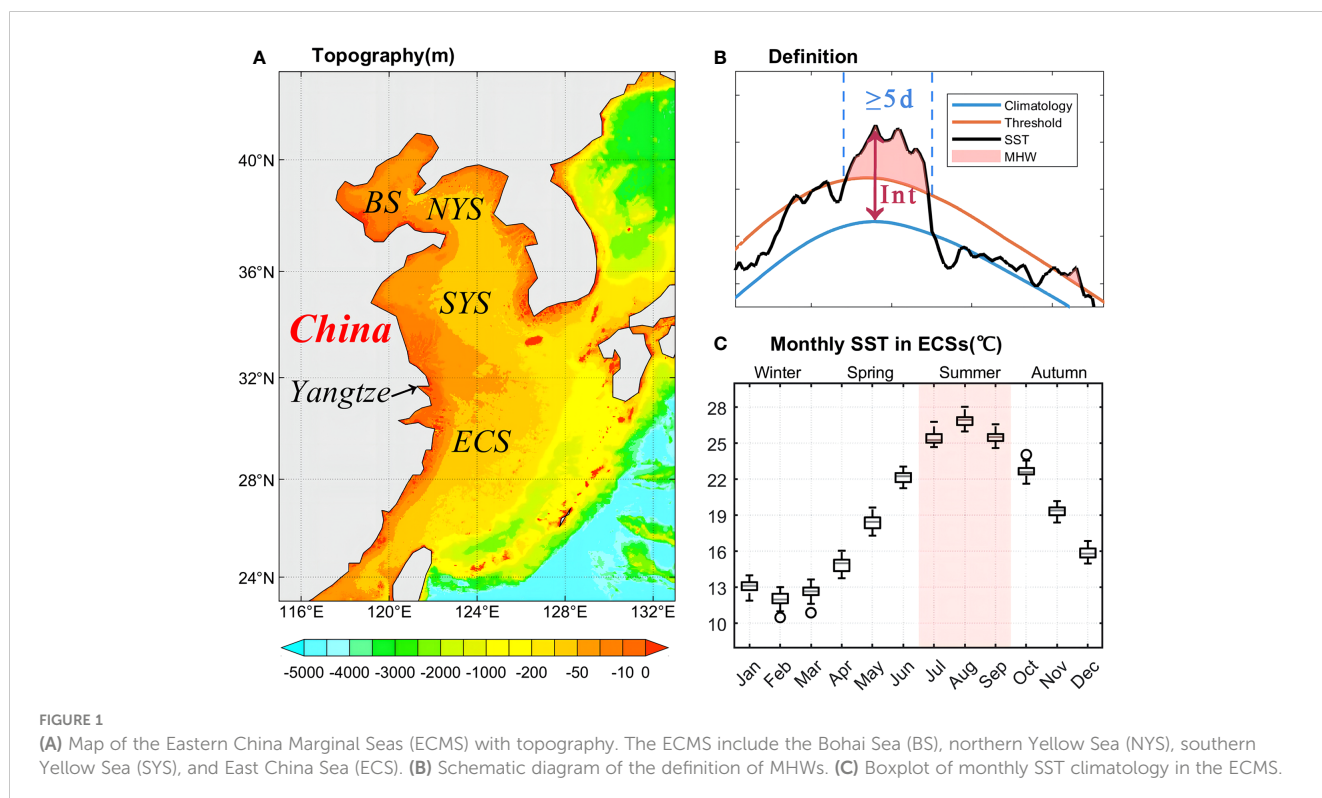 A Topography(m)
40°N
36°N
32°N
28°N
24°N
116°E 120°E 124°E 128°E 132°E
BS
NYS
SYS
China
Yangtze
ECS
-5000 -4000 -3000 -2000 -1000 -200 -50 -10 0
B Definition
≥5d
Int
Climatology
Threshold
SST
MHW
C Monthly SST in ECSs(℃)
Winter Spring Summer Autumn
28
25
22
19
16
13
10
Jan Feb Mar Apr May Jun Jul Aug Sep Oct Nov Dec
FIGURE 1
(A) Map of the Eastern China Marginal Seas (ECMS) with topography. The ECMS include the Bohai Sea (BS), northern Yellow Sea (NYS), southern
Yellow Sea (SYS), and East China Sea (ECS). (B) Schematic diagram of the definition of MHWs. (C) Boxplot of monthly SST climatology in the ECMS.